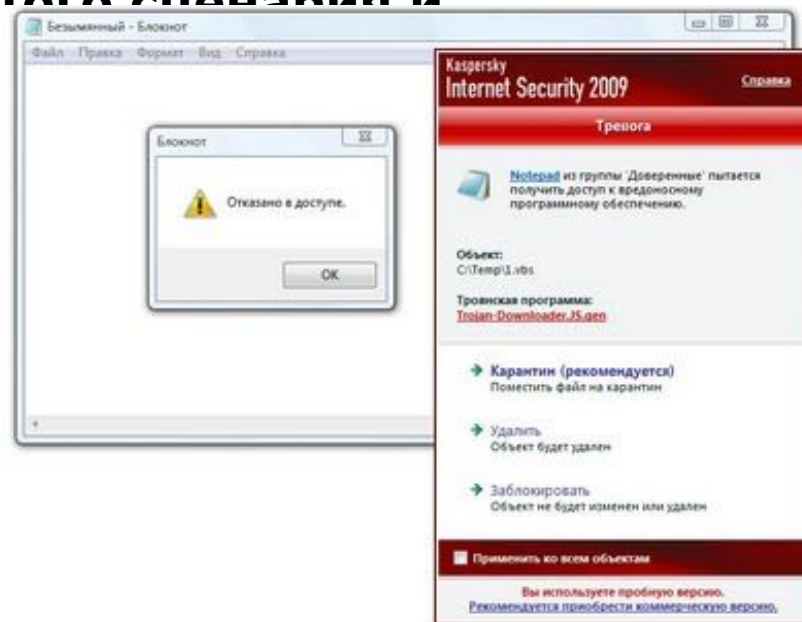 того сценария и
Безымянный - Блокнот
Файл Правка Формат Вид Справка
Блокнот
Отказано в доступе.
OK
Kaspersky
Internet Security 2009
Справка
Тревога
Notepad из группы 'Доверенные' пытается
получить доступ к вредоносному
программному обеспечению.
Объект:
C:\Temp\1.vbs
Троянская программа:
Trojan-Downloader.JS.gen
Карантин (рекомендуется)
Поместить файл на карантин
Удалить
Объект будет удален
Заблокировать
Объект не будет изменен или удален
Применить ко всем объектам
Вы используете пробную версию.
Рекомендуется приобрести коммерческую версию.